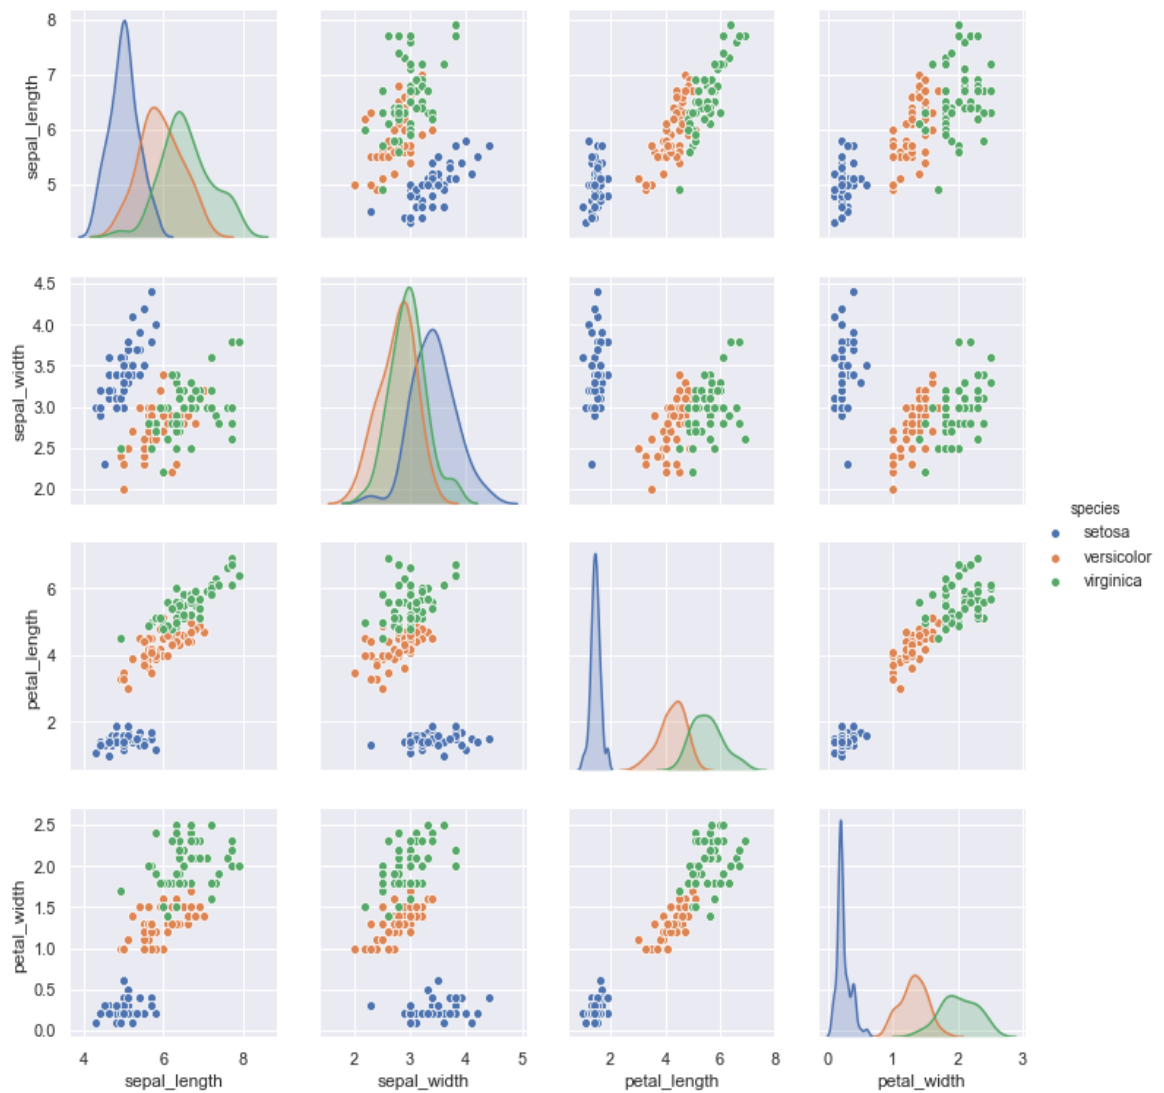 8
7
6
5
sepal_length
4.5
4.0
3.5
3.0
2.5
2.0
sepal_width
species
setosa
versicolor
virginica
6
4
2
petal_length
2.5
2.0
1.5
1.0
0.5
0.0
petal_width
4 6 8 2 3 4 5 2 4 6 8 0 1 2 3
sepal_length sepal_width petal_length petal_width